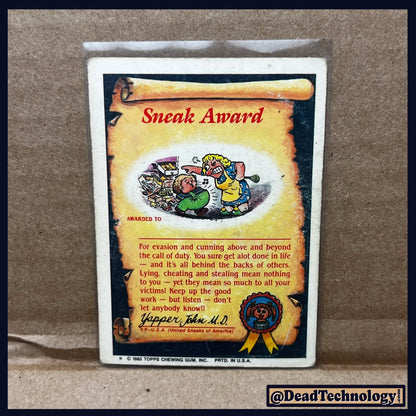 Sneak Award
AWARDED TO
For evasion and cunning above and beyond
the call of duty. You sure get alot done in life
— and it's all behind the backs of others.
Lying, cheating and stealing mean nothing
to you — yet they mean so much to all your
victims! Keep up the good
work — but listen — don't
let anybody know!!
Yapper John M.D.
V.P.-U.S.A. (United Sneaks of America)
© 1985 TOPPS CHEWING GUM, INC. PRTD. IN U.S.A.
@DeadTechnology